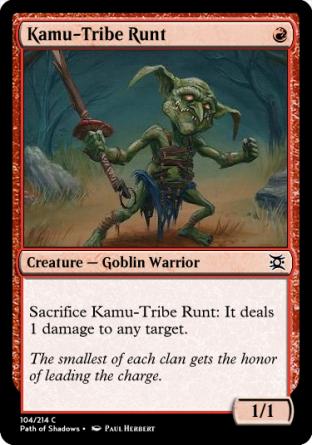 Kamu-Tribe Runt
Creature — Goblin Warrior
Sacrifice Kamu-Tribe Runt: It deals
1 damage to any target.
The smallest of each clan gets the honor
of leading the charge.
1/1
104/214 C
Path of Shadows • Paul Herbert